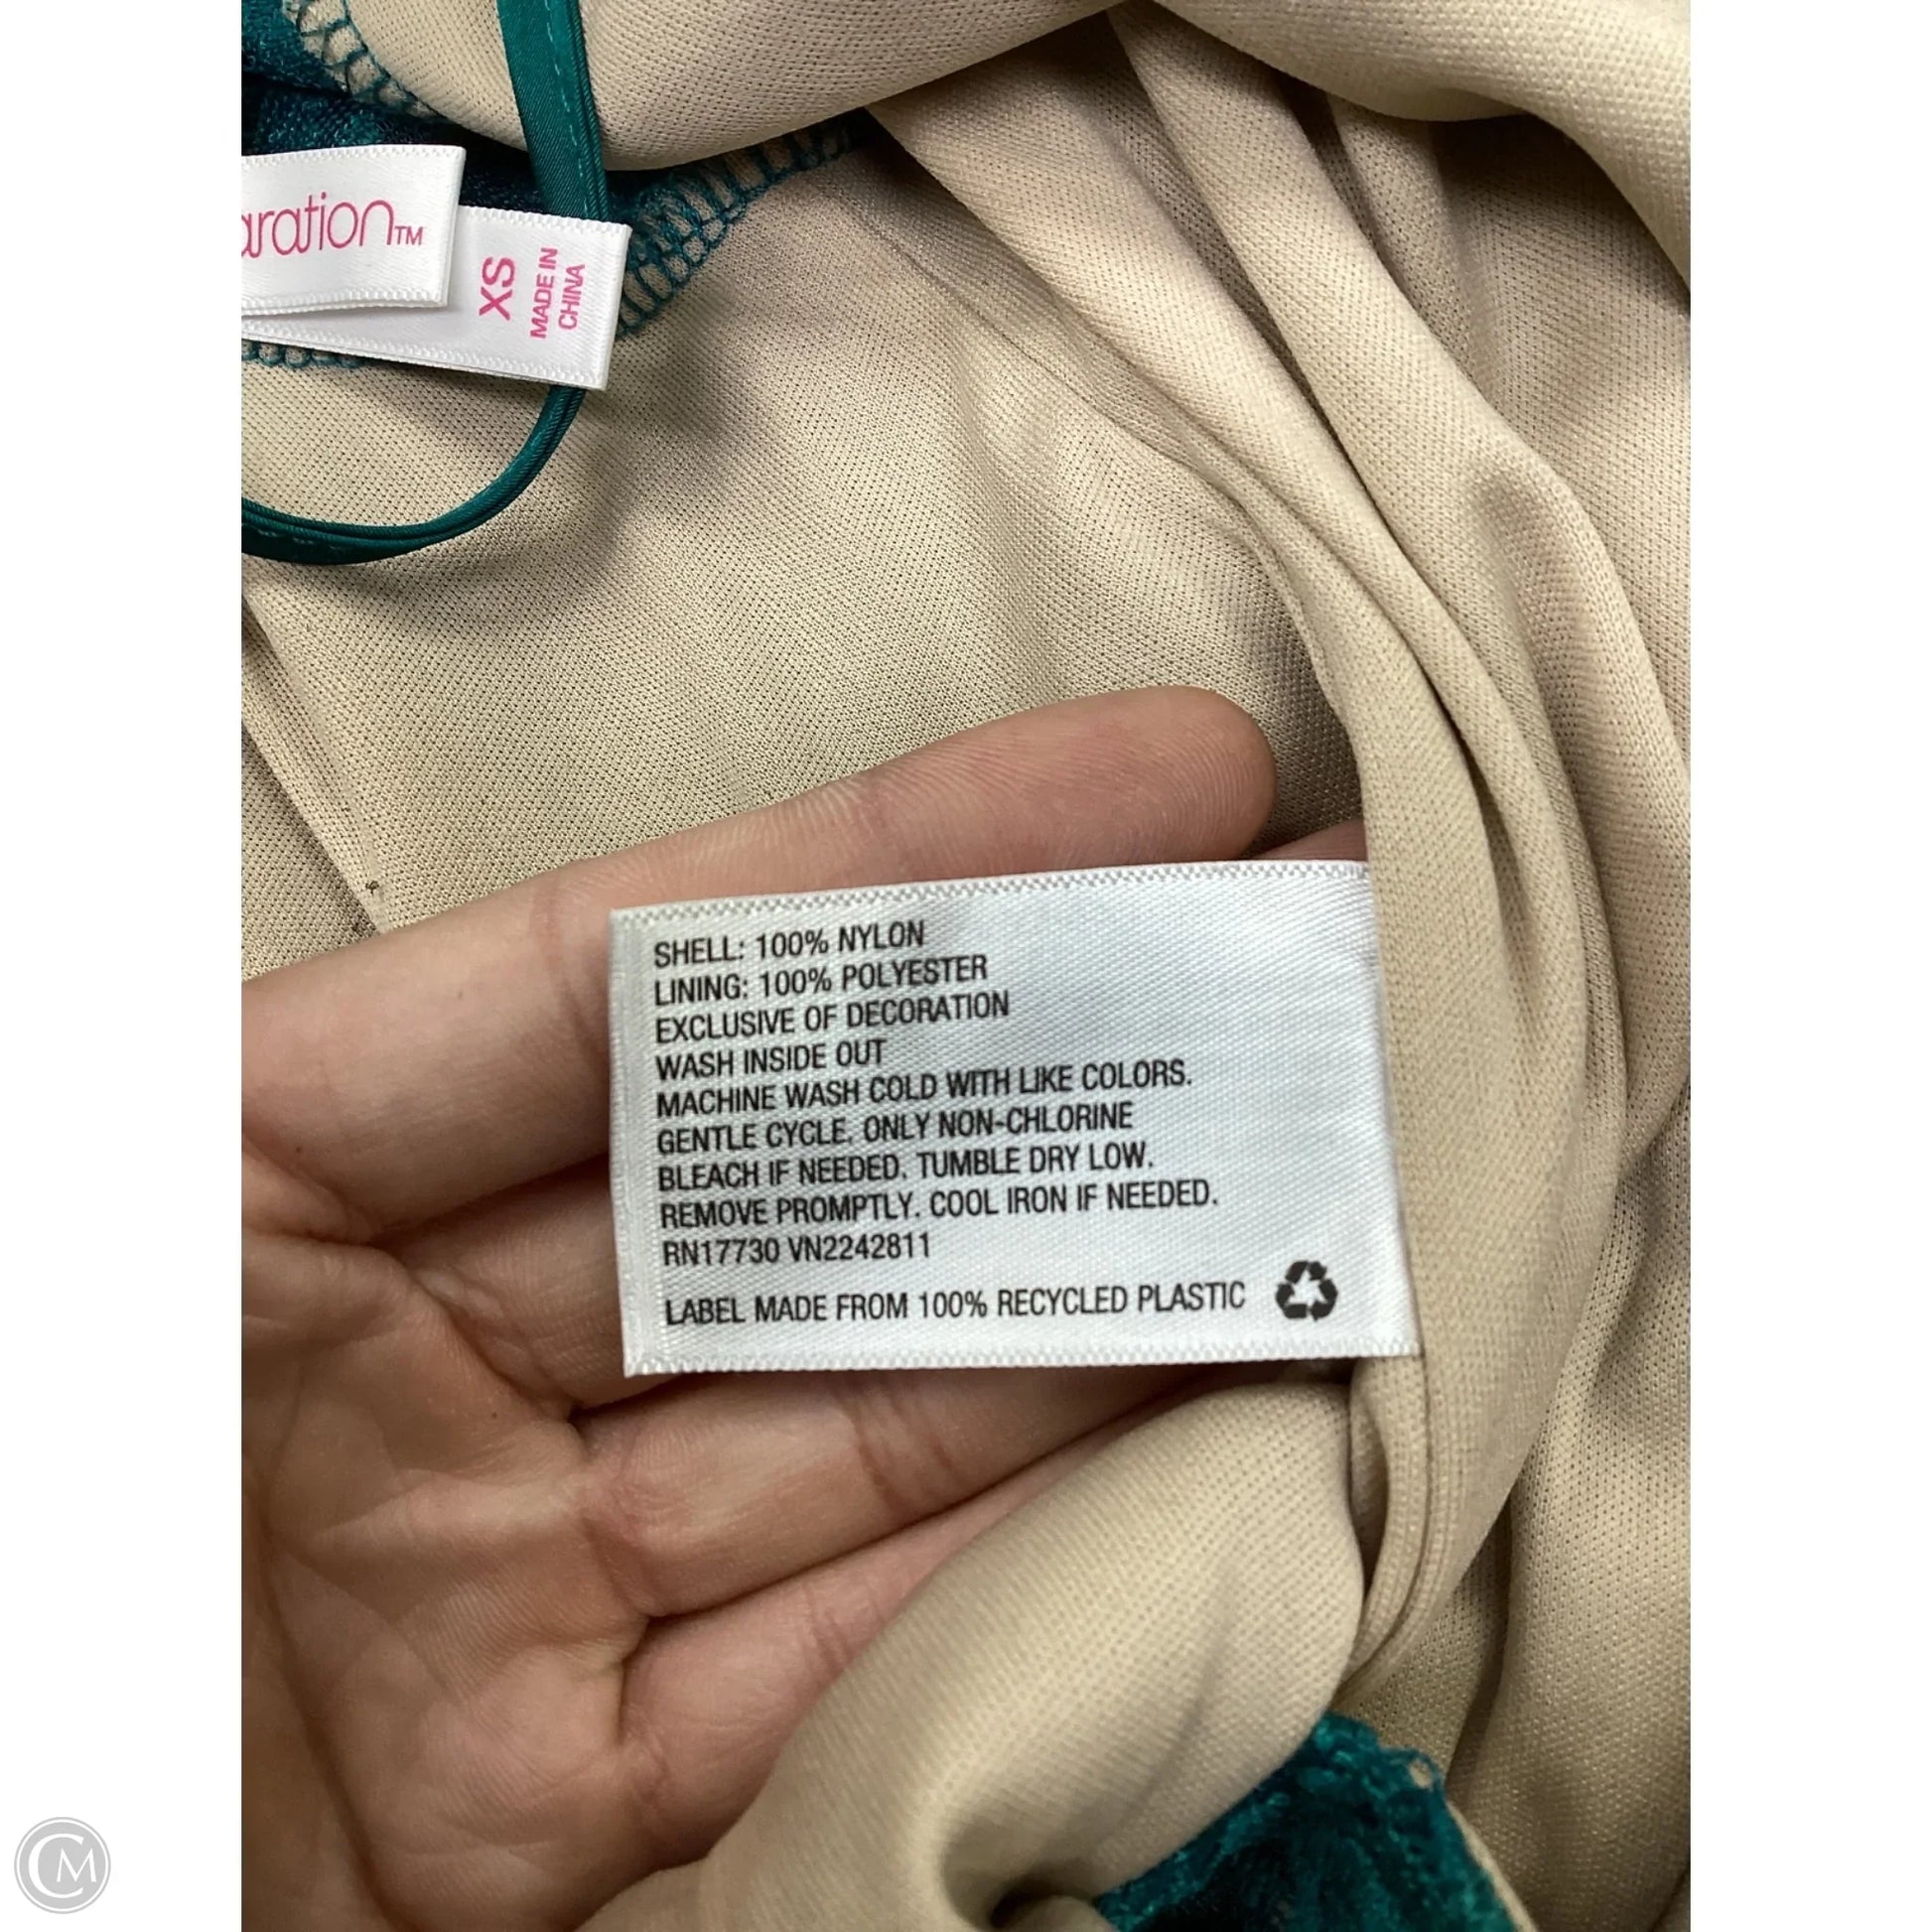 TM
XS
MADE IN
CHINA
SHELL: 100% NYLON
LINING: 100% POLYESTER
EXCLUSIVE OF DECORATION
WASH INSIDE OUT
MACHINE WASH COLD WITH LIKE COLORS.
GENTLE CYCLE. ONLY NON-CHLORINE
BLEACH IF NEEDED. TUMBLE DRY LOW.
REMOVE PROMPTLY. COOL IRON IF NEEDED.
RN17730 VN2242811
LABEL MADE FROM 100% RECYCLED PLASTIC
CM